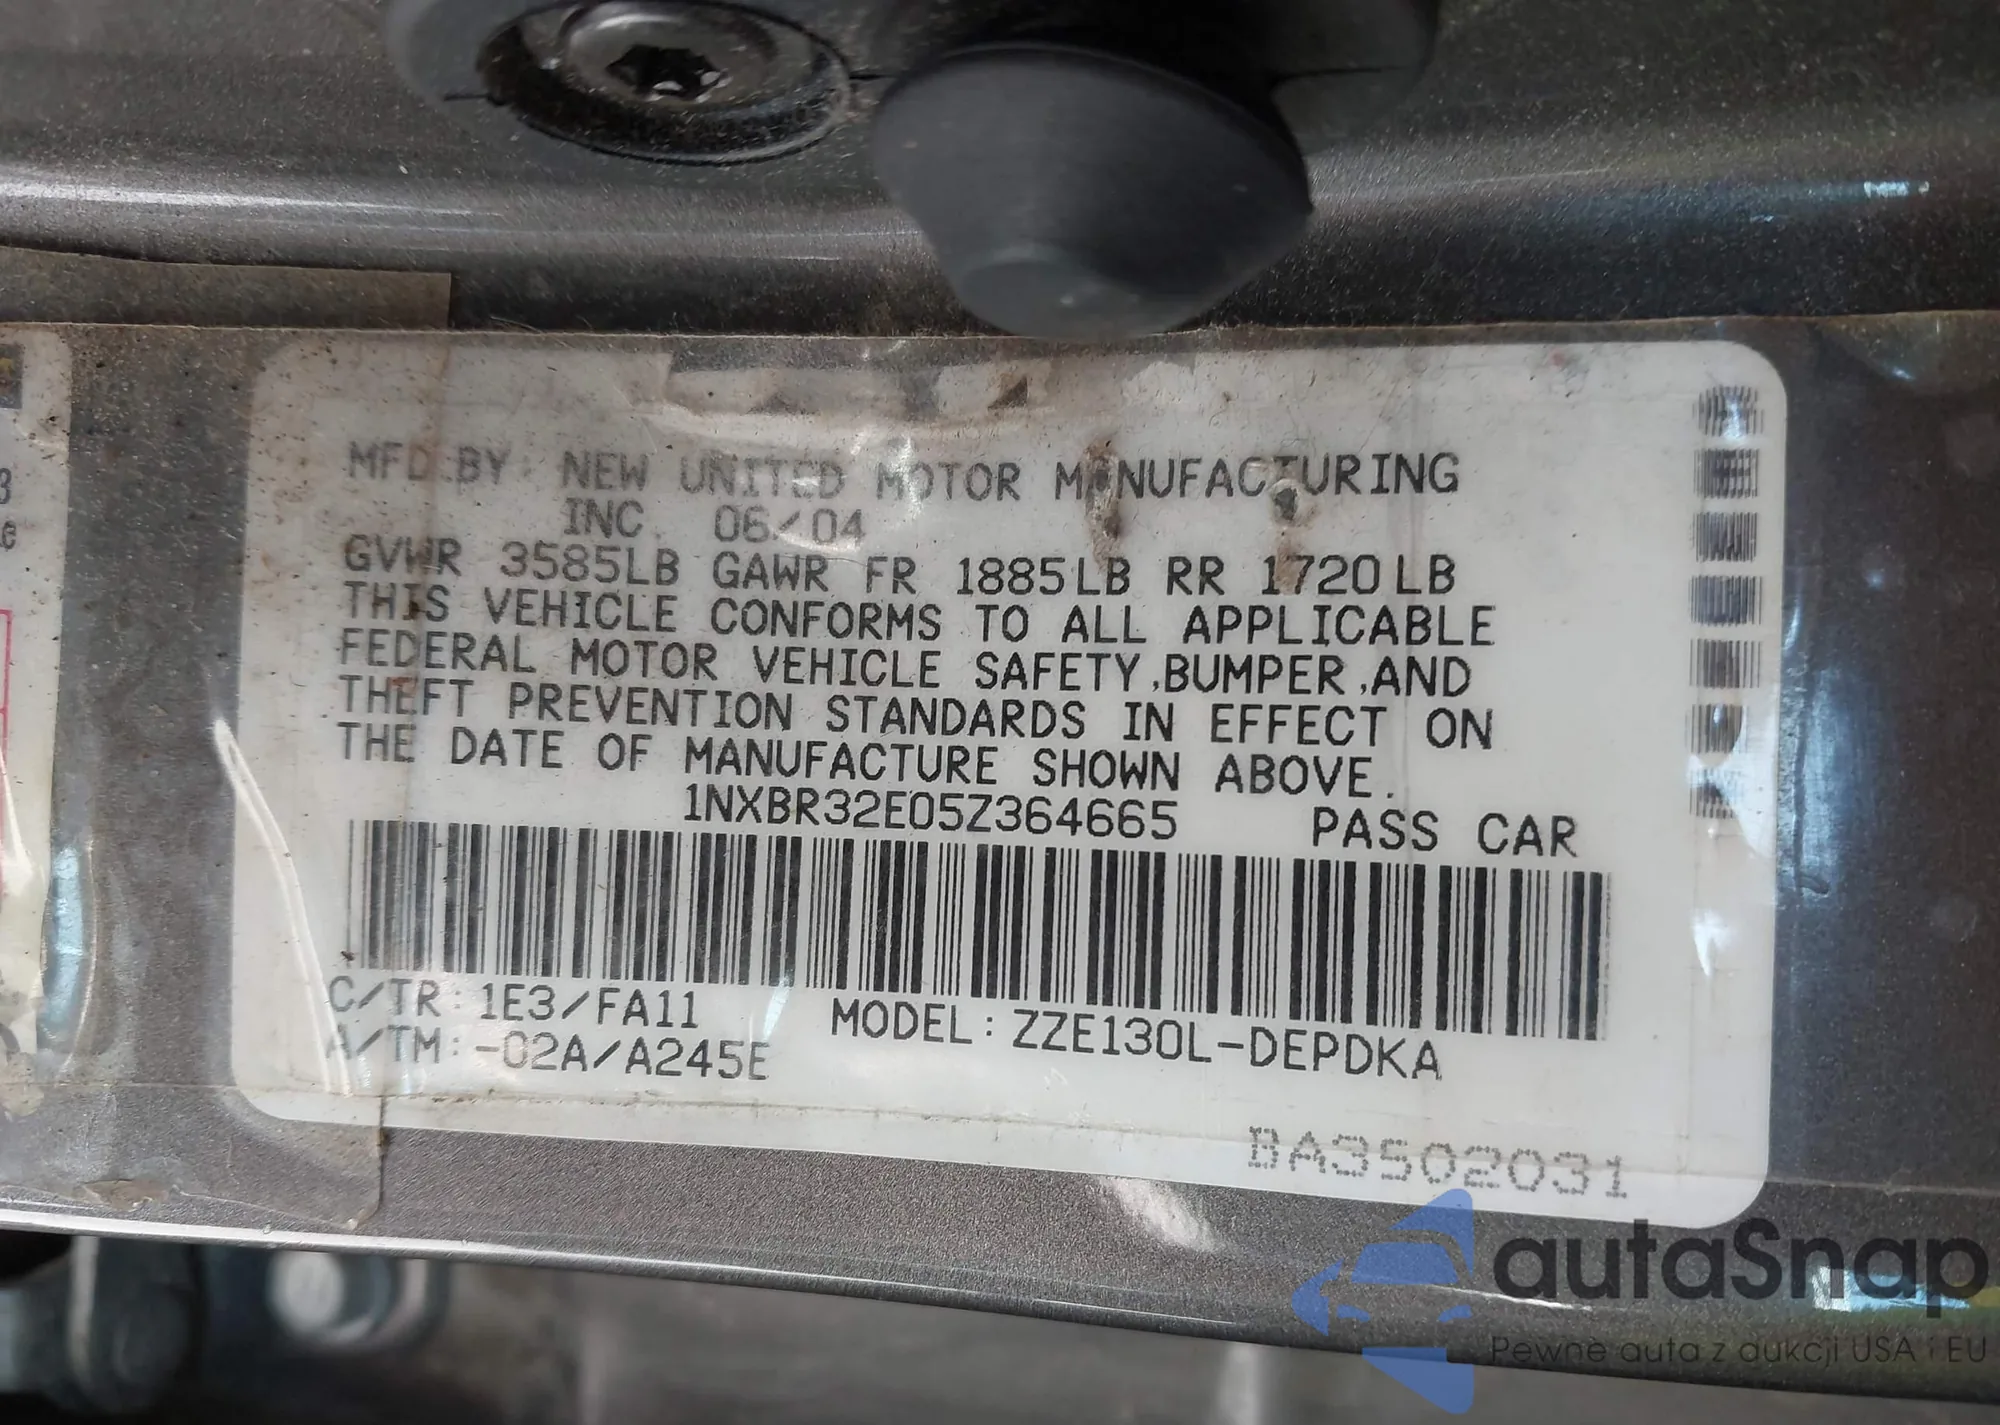 MFD.BY: NEW UNITED MOTOR MANUFACTURING
INC. 06/04
GVWR 3585LB GAWR FR 1885LB RR 1720LB
THIS VEHICLE CONFORMS TO ALL APPLICABLE
FEDERAL MOTOR VEHICLE SAFETY,BUMPER,AND
THEFT PREVENTION STANDARDS IN EFFECT ON
THE DATE OF MANUFACTURE SHOWN ABOVE.
1NXBR32E05Z364665 PASS CAR
C/TR: 1E3/FA11 MODEL: ZZE130L-DEPDKA
A/TM: -02A/A245E
BA3502031
autaSnap
Pewne auta z aukcji USA i EU